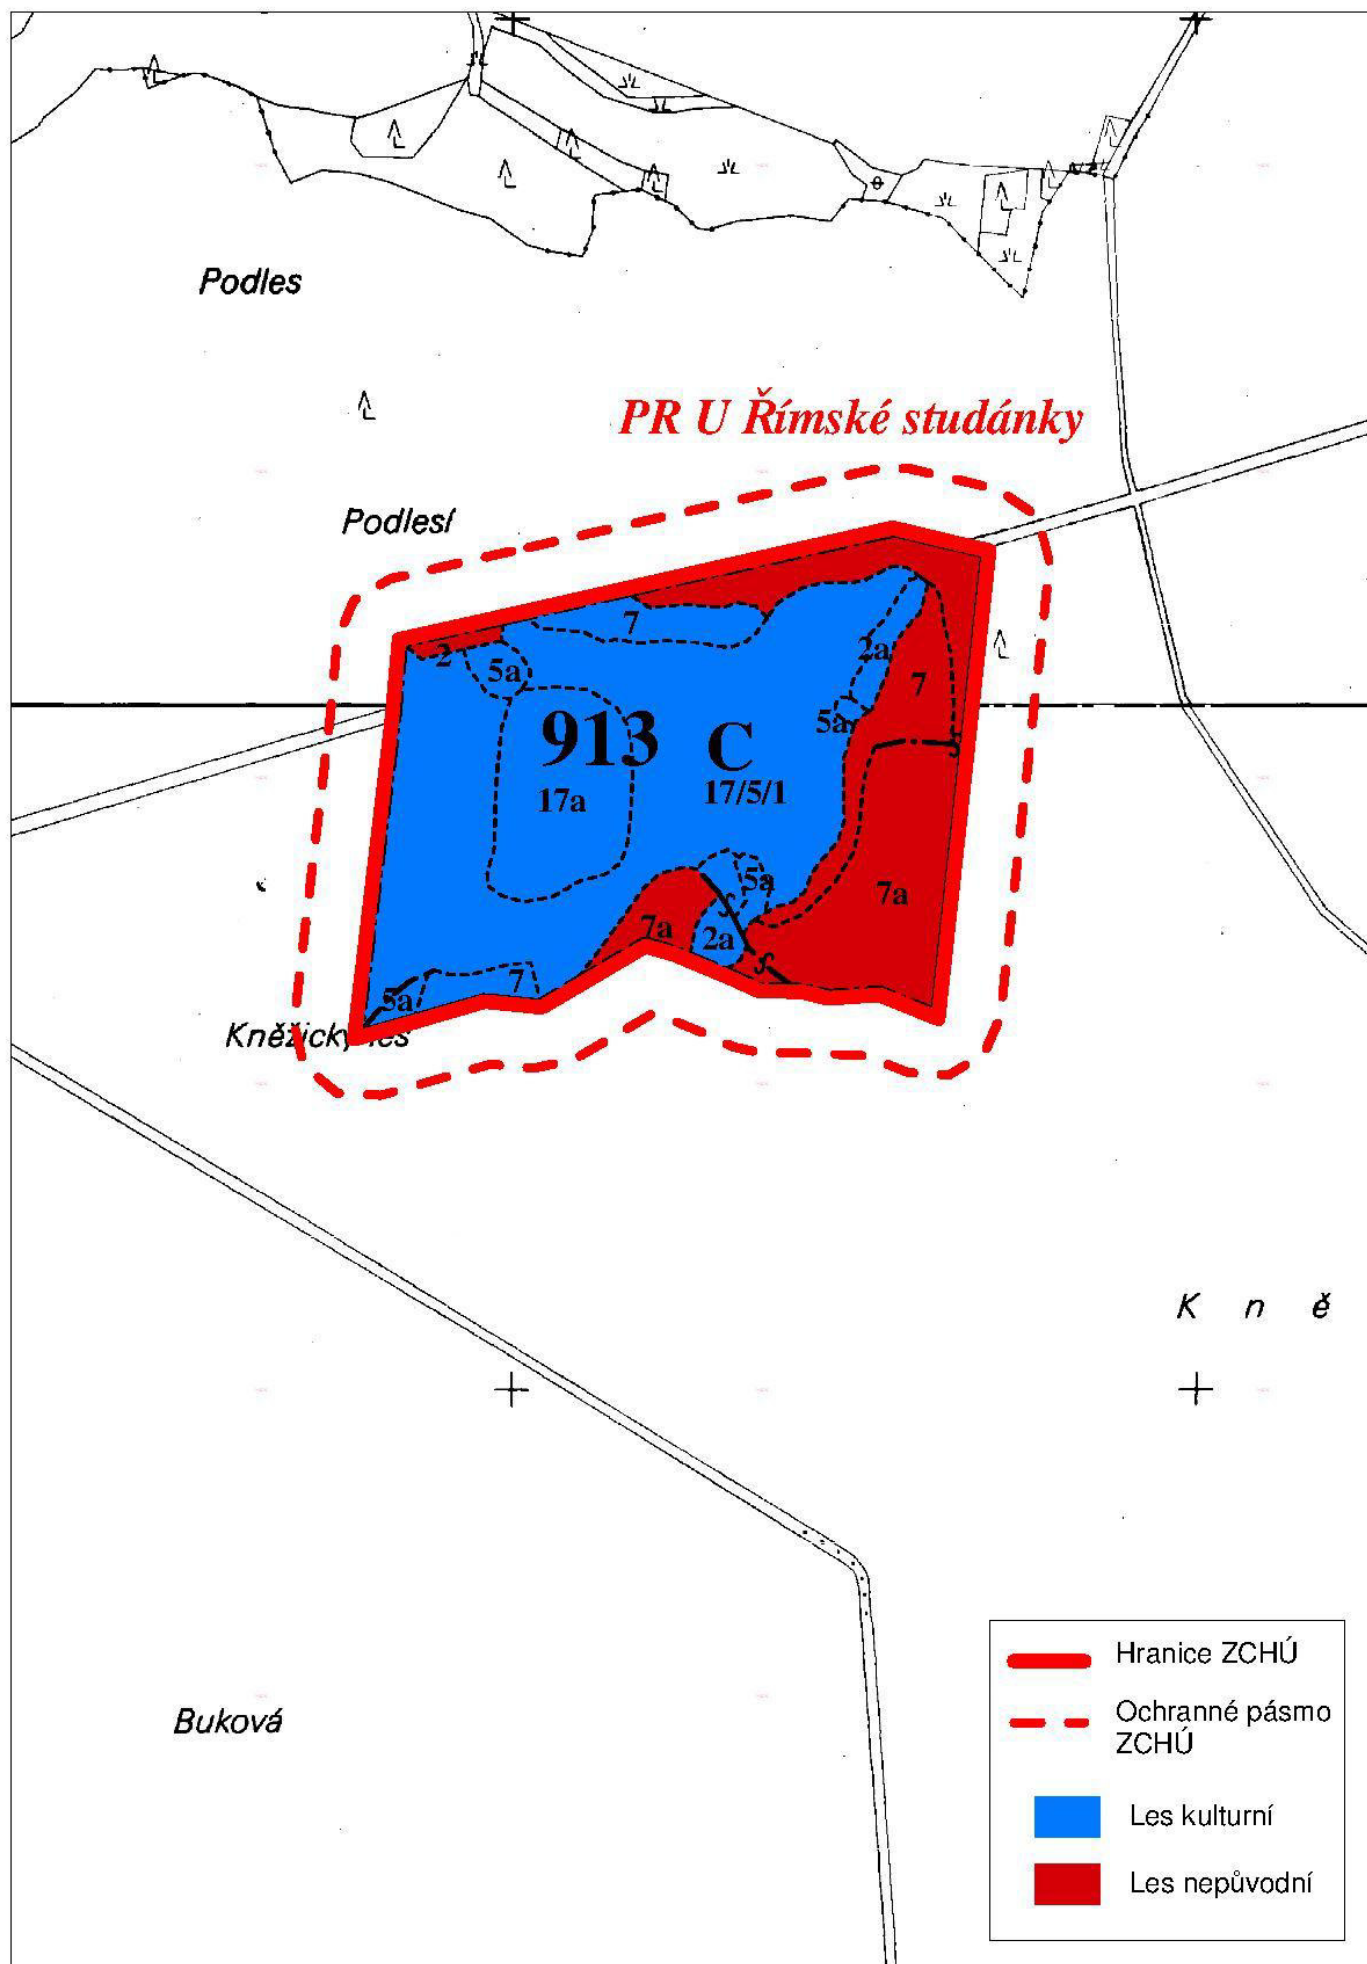 Podles
PR U Římské studánky
Podlesí
7
2
5a
2a
7
5a
913 C
17a
17/5/1
5a
7a
7a
2a
7
5a
Kněžický les
K n ě
Buková
Hranice ZCHÚ
Ochranné pásmo
ZCHÚ
Les kulturní
Les nepůvodní